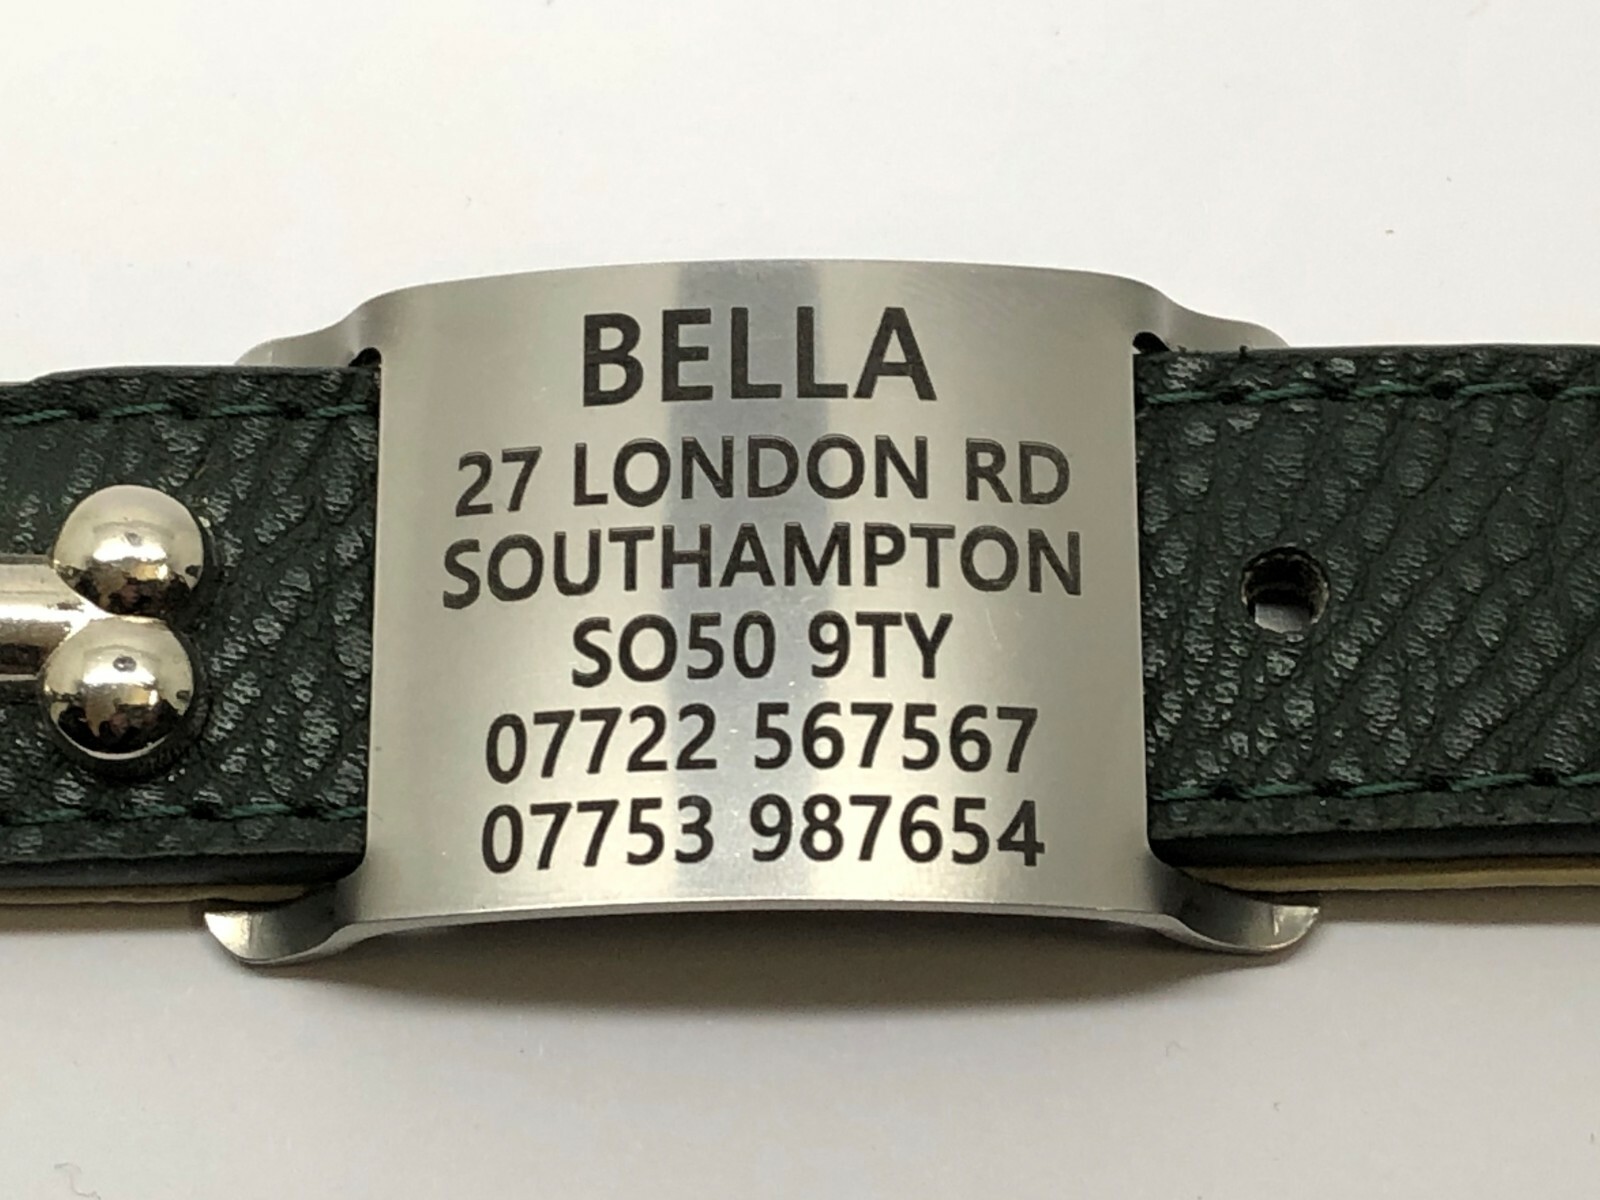 BELLA
27 LONDON RD
SOUTHAMPTON
SO50 9TY
07722 567567
07753 987654